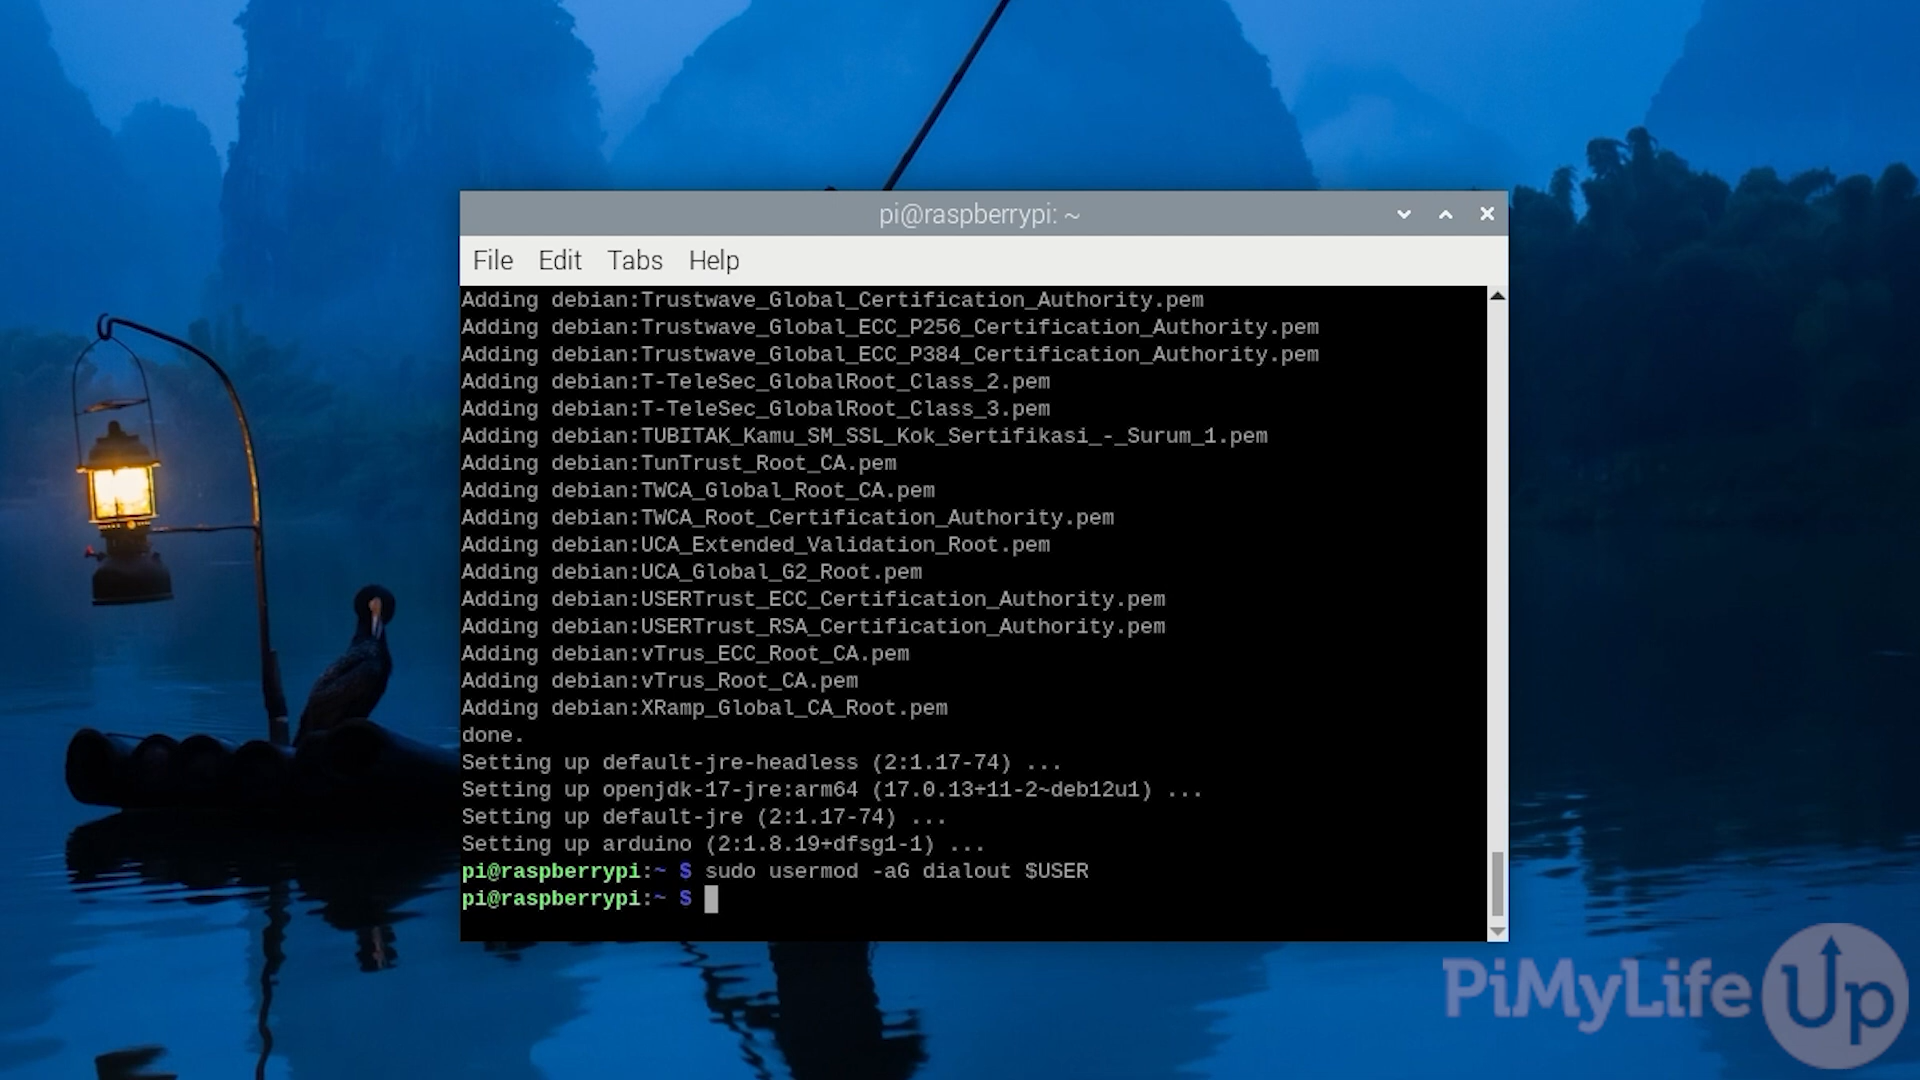 pi@raspberrypi: ~
File Edit Tabs Help
Adding debian:Trustwave_Global_Certification_Authority.pem
Adding debian:Trustwave_Global_ECC_P256_Certification_Authority.pem
Adding debian:Trustwave_Global_ECC_P384_Certification_Authority.pem
Adding debian:T-TeleSec_GlobalRoot_Class_2.pem
Adding debian:T-TeleSec_GlobalRoot_Class_3.pem
Adding debian:TUBITAK_Kamu_SM_SSL_Kok_Sertifikasi_-_Surum_1.pem
Adding debian:TunTrust_Root_CA.pem
Adding debian:TWCA_Global_Root_CA.pem
Adding debian:TWCA_Root_Certification_Authority.pem
Adding debian:UCA_Extended_Validation_Root.pem
Adding debian:UCA_Global_G2_Root.pem
Adding debian:USERTrust_ECC_Certification_Authority.pem
Adding debian:USERTrust_RSA_Certification_Authority.pem
Adding debian:vTrus_ECC_Root_CA.pem
Adding debian:vTrus_Root_CA.pem
Adding debian:XRamp_Global_CA_Root.pem
done.
Setting up default-jre-headless (2:1.17-74) ...
Setting up openjdk-17-jre:arm64 (17.0.13+11-2~deb12u1) ...
Setting up default-jre (2:1.17-74) ...
Setting up arduino (2:1.8.19+dfsg1-1) ...
pi@raspberrypi:~ $ sudo usermod -aG dialout $USER
pi@raspberrypi:~ $
PiMyLifeUp